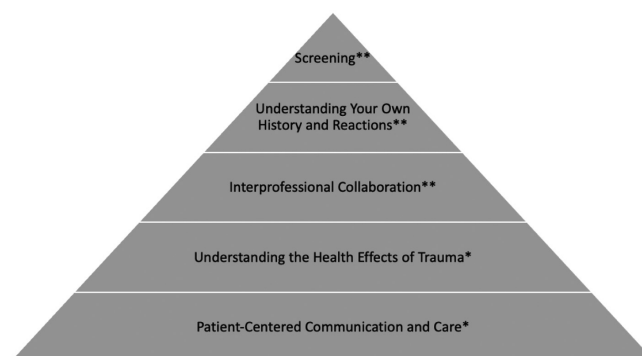 Screening**
Understanding Your Own
History and Reactions**
Interprofessional Collaboration**
Understanding the Health Effects of Trauma*
Patient-Centered Communication and Care*